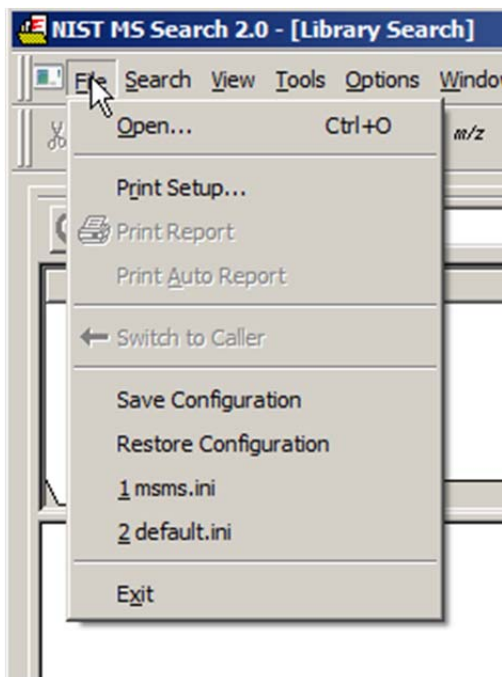 NIST MS Search 2.0 - [Library Search]
File Search View Tools Options
Open... Ctrl+O
m/z
Print Setup...
Print Report
Print Auto Report
Switch to Caller
Save Configuration
Restore Configuration
1 msms.ini
2 default.ini
Exit